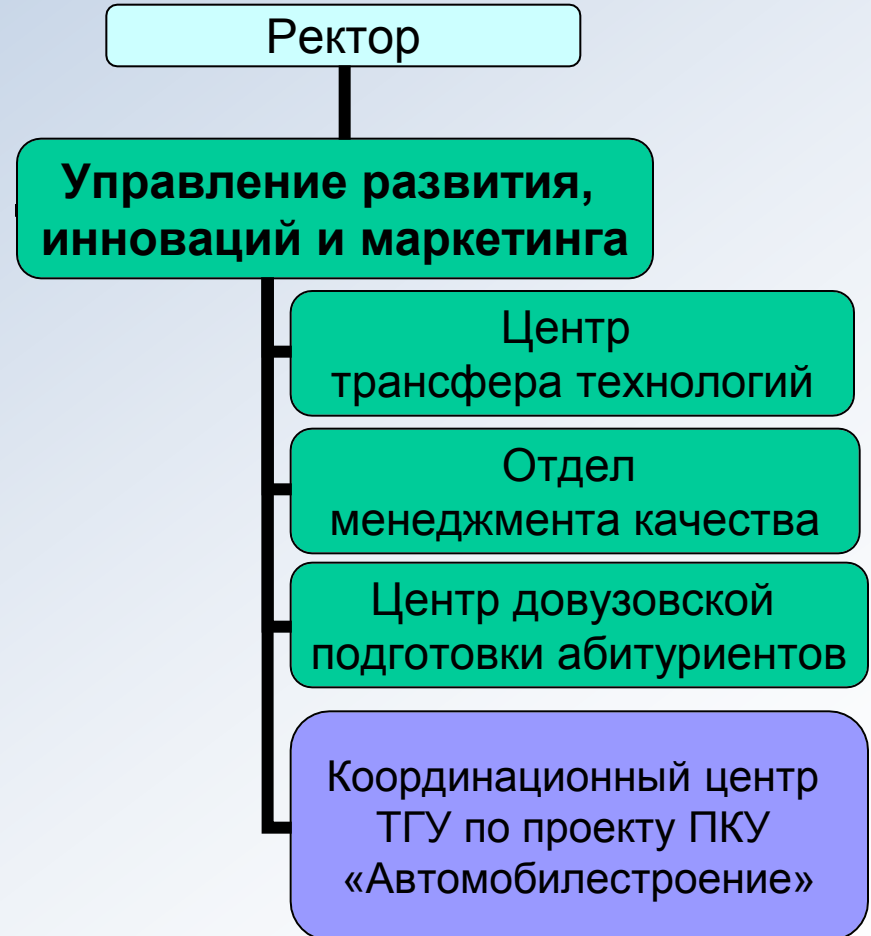 Ректор
Управление развития,
инноваций и маркетинга
Центр
трансфера технологий
Отдел
менеджмента качества
Центр довузовской
подготовки абитуриентов
Координационный центр
ТГУ по проекту ПКУ
«Автомобилестроение»